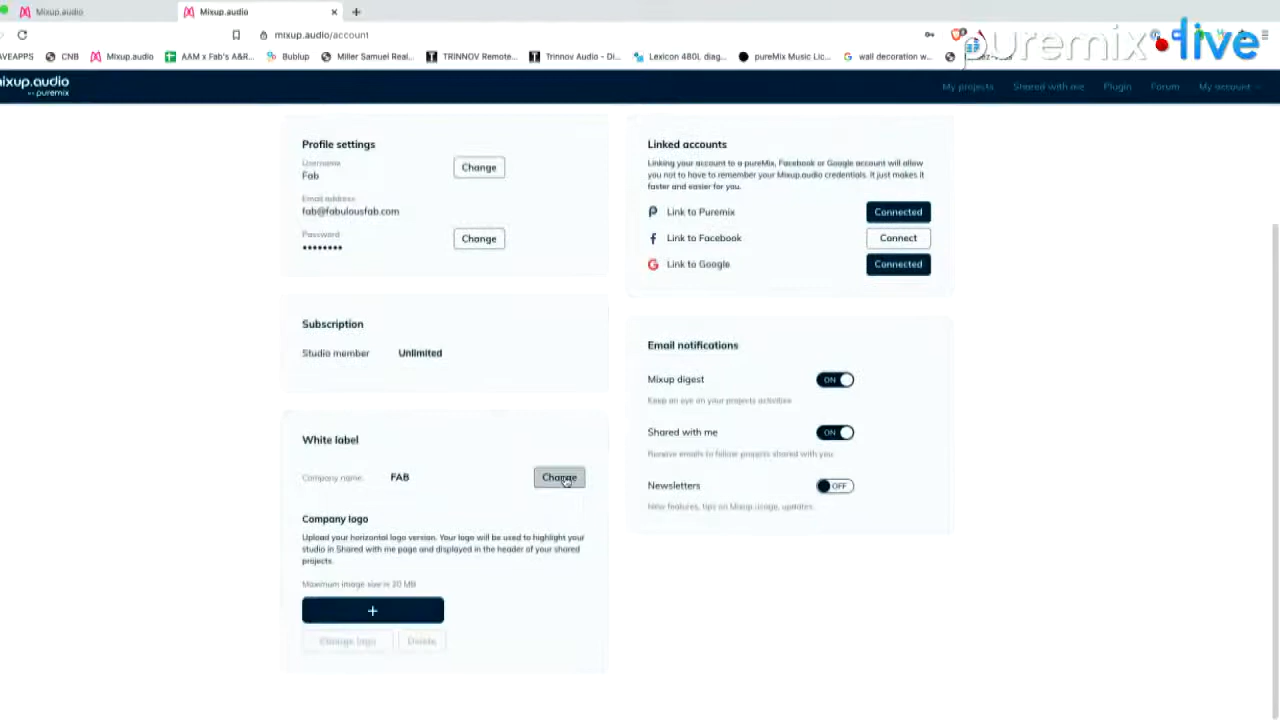 Mixup.audio
Mixup.audio
mixup.audio/account
AVEAPPS
CNB
Mixup.audio
AAM x Fab's A&R...
Bublup
Miller Samuel Real...
TRINNOV Remote...
Trinnov Audio - Di...
Lexicon 480L diag...
pureMix Music Lic...
wall decoration w...
puremix live
mixup.audio
by puremix
My projects
Shared with me
Plugin
Forum
My account
Profile settings
Username
Fab
Change
Email address
fab@fabulousfab.com
Password
••••••••
Change
Subscription
Studio member
Unlimited
White label
Company name:
FAB
Change
Company logo
Upload your horizontal logo version. Your logo will be used to highlight your
studio in Shared with me page and displayed in the header of your shared
projects.
Maximum image size is 20 MB
+
Change logo
Delete
Linked accounts
Linking your account to a pureMix, Facebook or Google account will allow
you not to have to remember your Mixup.audio credentials. It just makes it
faster and easier for you.
Link to Puremix
Connected
Link to Facebook
Connect
Link to Google
Connected
Email notifications
Mixup digest
ON
Keep an eye on your projects activities
Shared with me
ON
Receive emails to follow projects shared with you
Newsletters
OFF
New features, tips on Mixup usage, updates